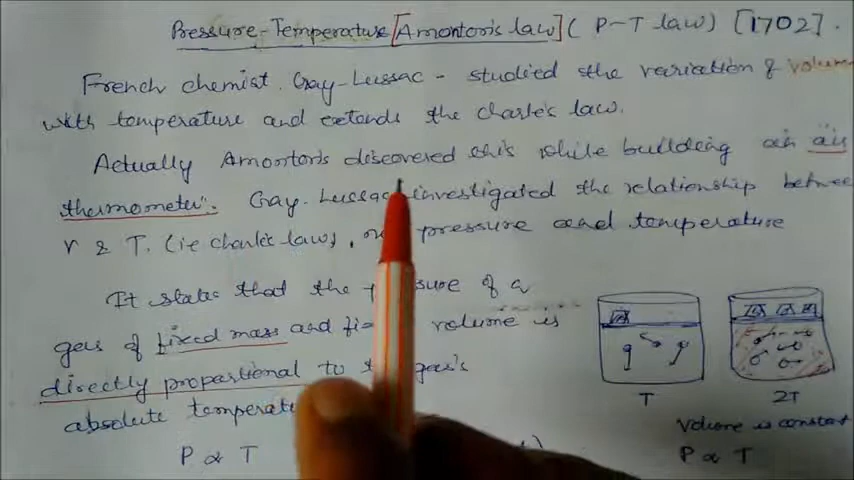 Pressure-Temperature [Amonton's law] (P-T law) [1702].
French chemist Gay-Lussac - studied the variation of volume
with temperature and extends the Charle's law.
Actually Amonton's discovered this while building an "air
thermometer". Gay-Lussac investigated the relationship between
V & T. (ie Charle's law), pressure and temperature
It states that the sure of a
gas of fixed mass and volume is
directly proportional to gas's
absolute
P ∝ T
T
2T
Volume is constant
P ∝ T